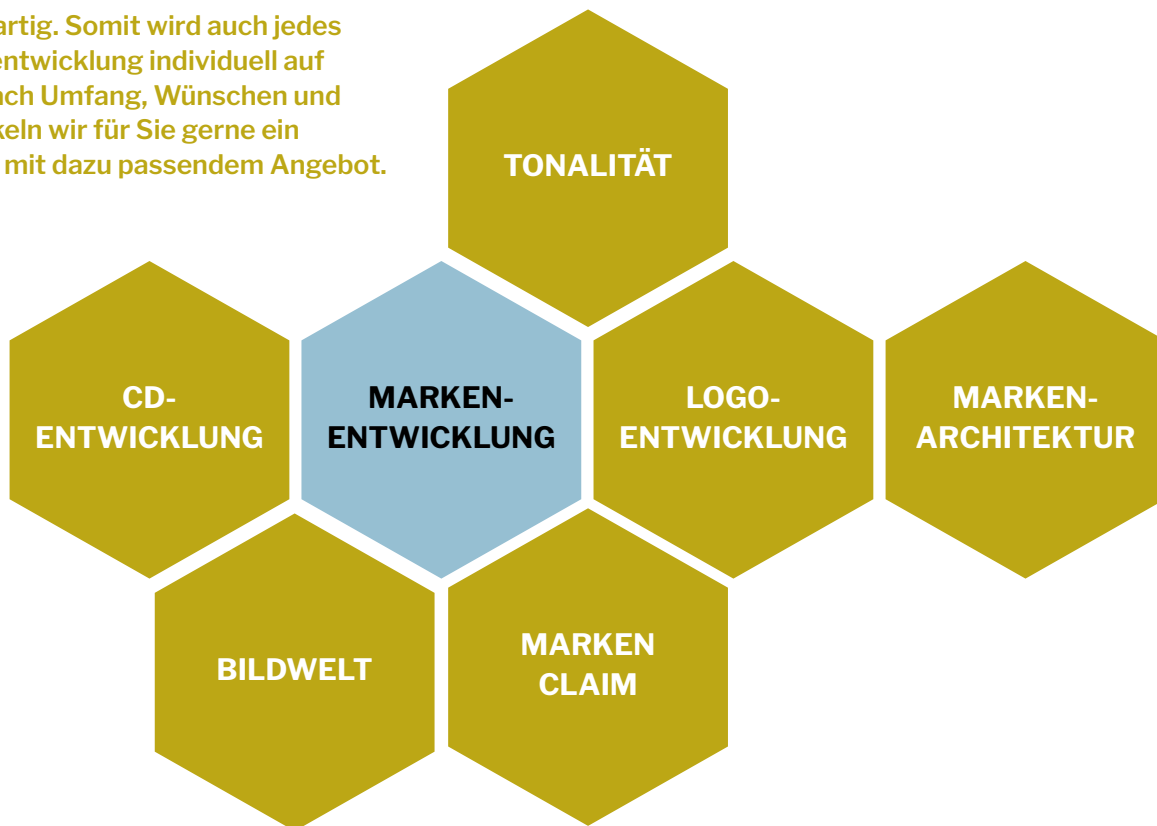 artig. Somit wird auch jedes
entwicklung individuell auf
ach Umfang, Wünschen und
keln wir für Sie gerne ein
mit dazu passendem Angebot.
TONALITÄT
CD-
ENTWICKLUNG
MARKEN-
ENTWICKLUNG
LOGO-
ENTWICKLUNG
MARKEN-
ARCHITEKTUR
BILDWELT
MARKEN
CLAIM